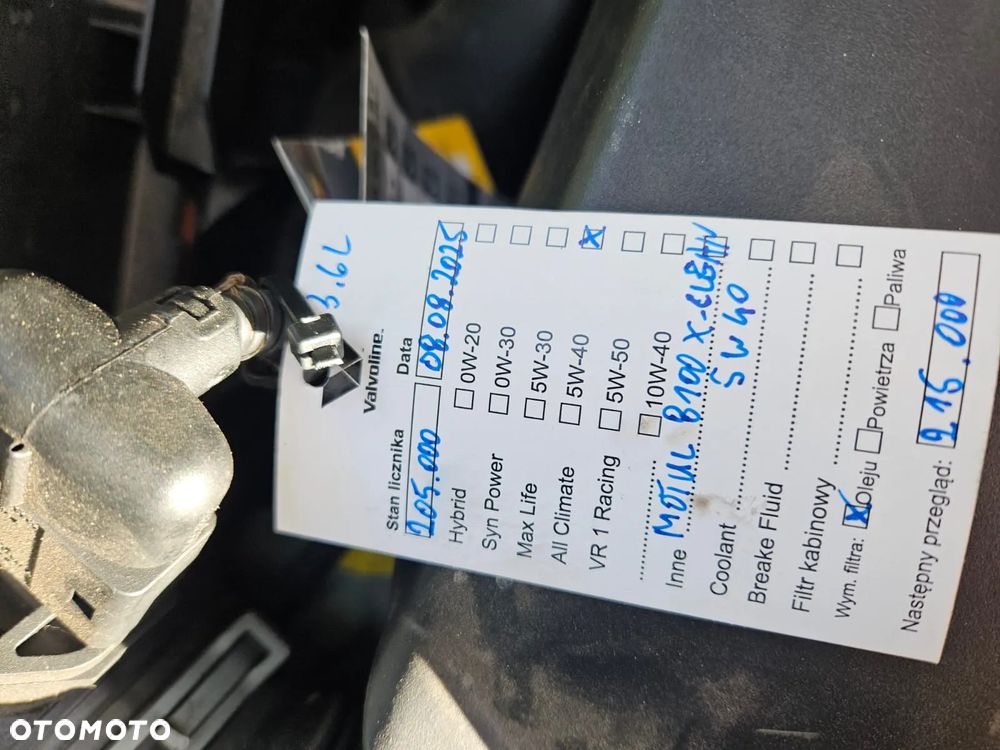 3.6L
Valvoline™
Stan licznika Data
205.000 08.08.2025
Hybrid 0W-20
Syn Power 0W-30
Max Life 5W-30
All Climate 5W-40
VR 1 Racing 5W-50
10W-40
Inne MOTUL 8100 X-CLEAN
5W40
Coolant
Breake Fluid
Filtr kabinowy
Wym. filtra: Oleju Powietrza Paliwa
Następny przegląd: 215.000
OTOMOTO